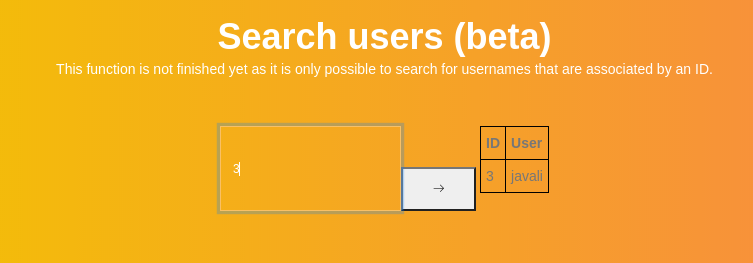 Search users (beta)
This function is not finished yet as it is only possible to search for usernames that are associated by an ID.
3
→
ID User
3 javali